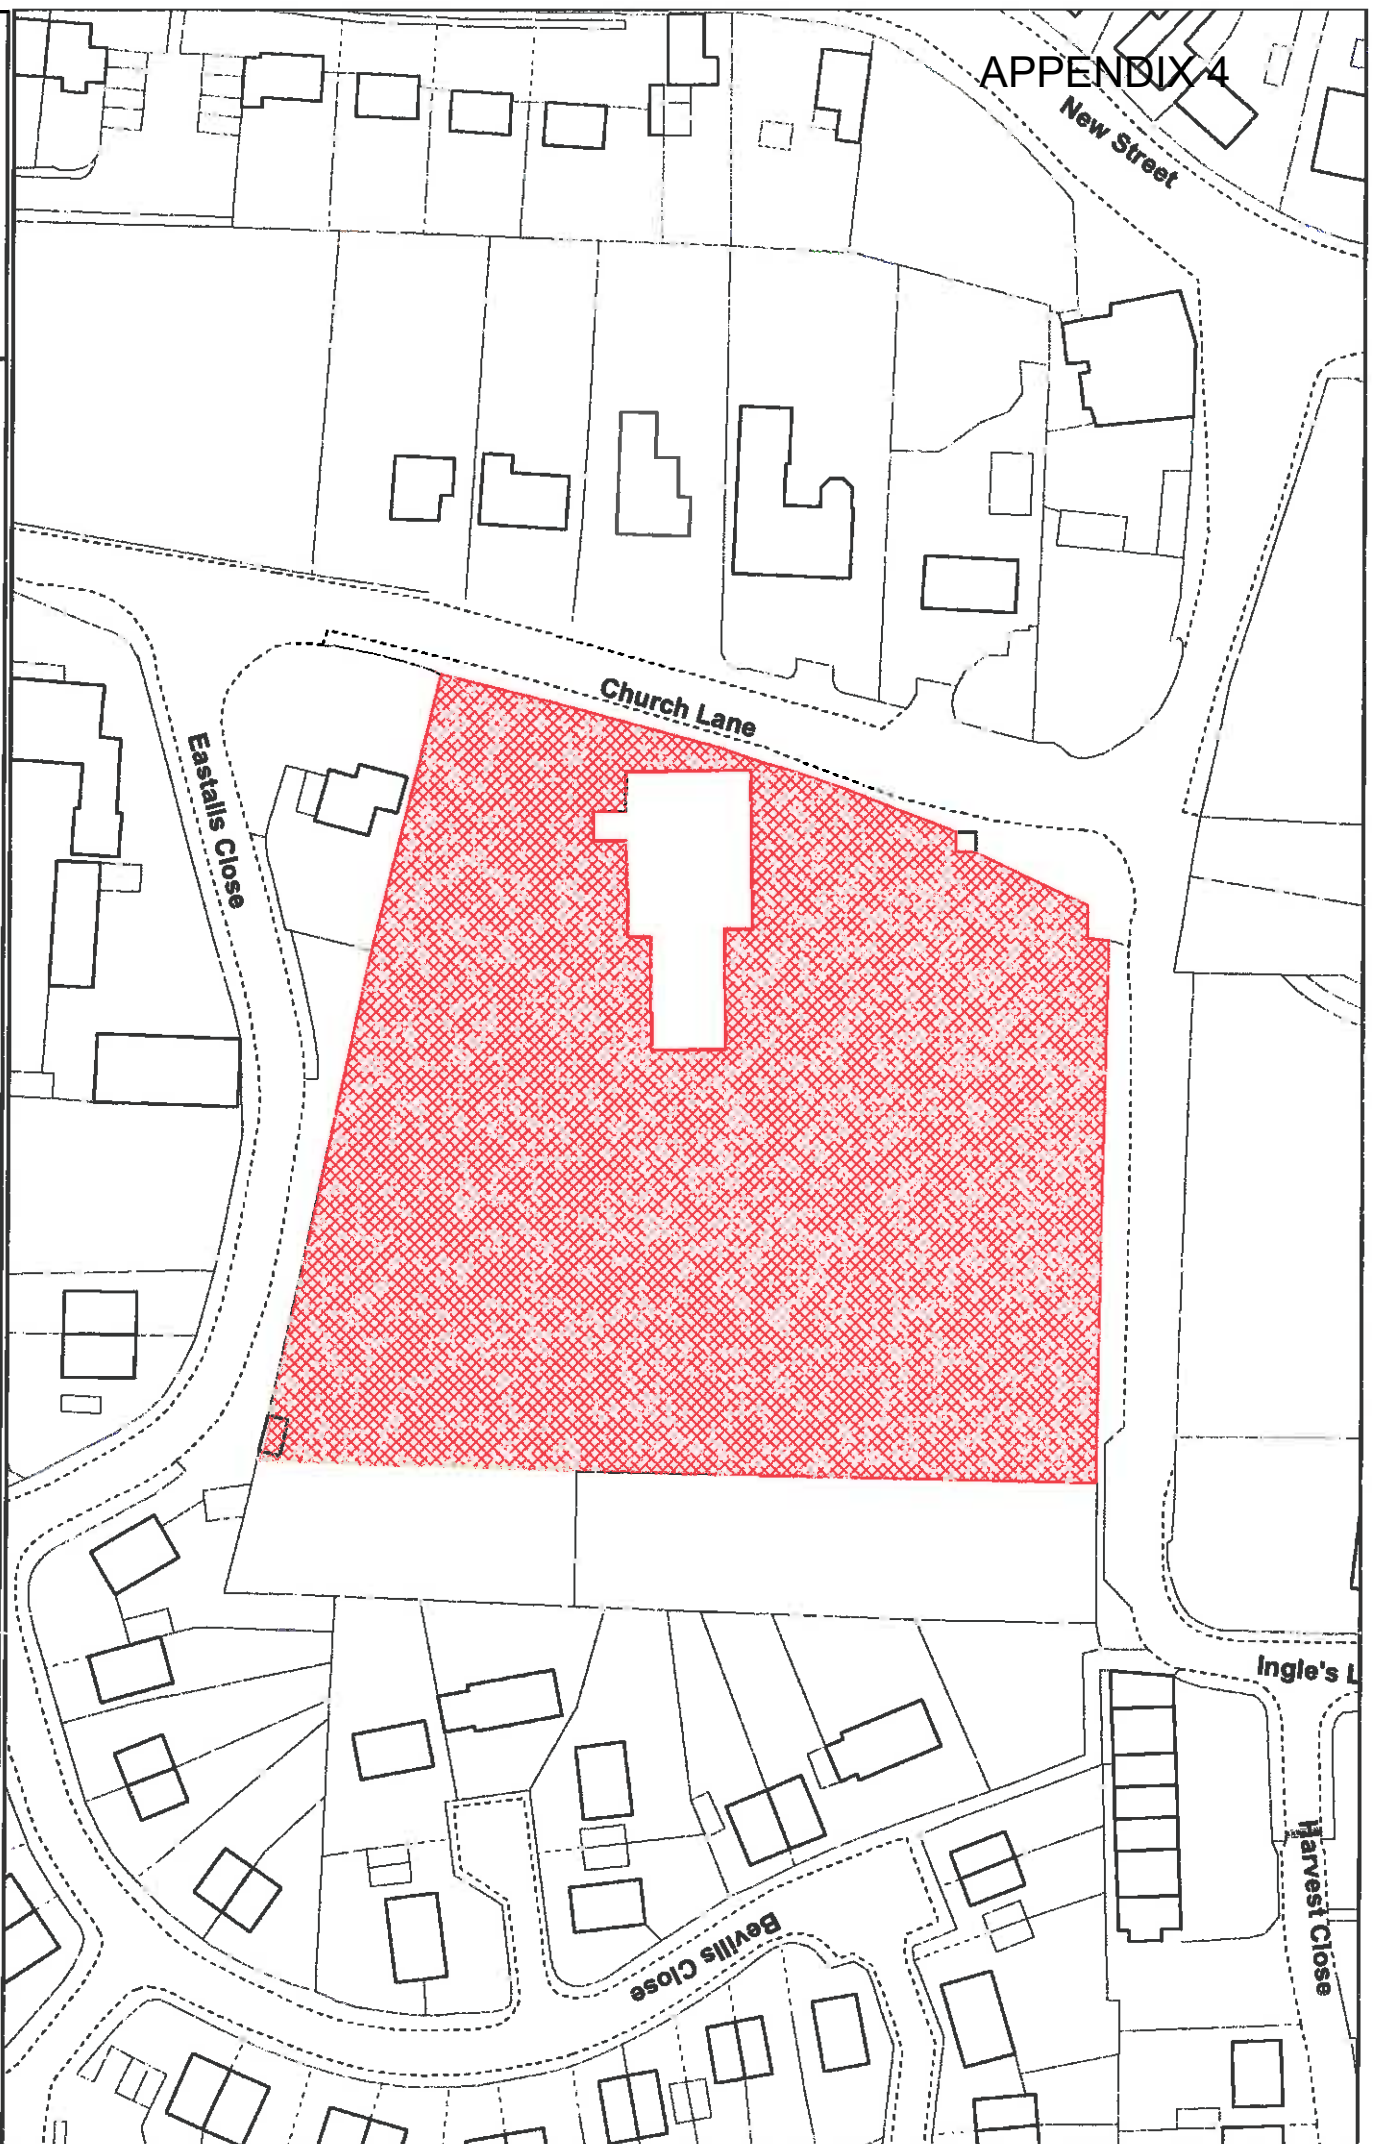 APPENDIX 4
New Street
Church Lane
Eastalls Close
Ingle's L
Harvest Close
Bevills Close